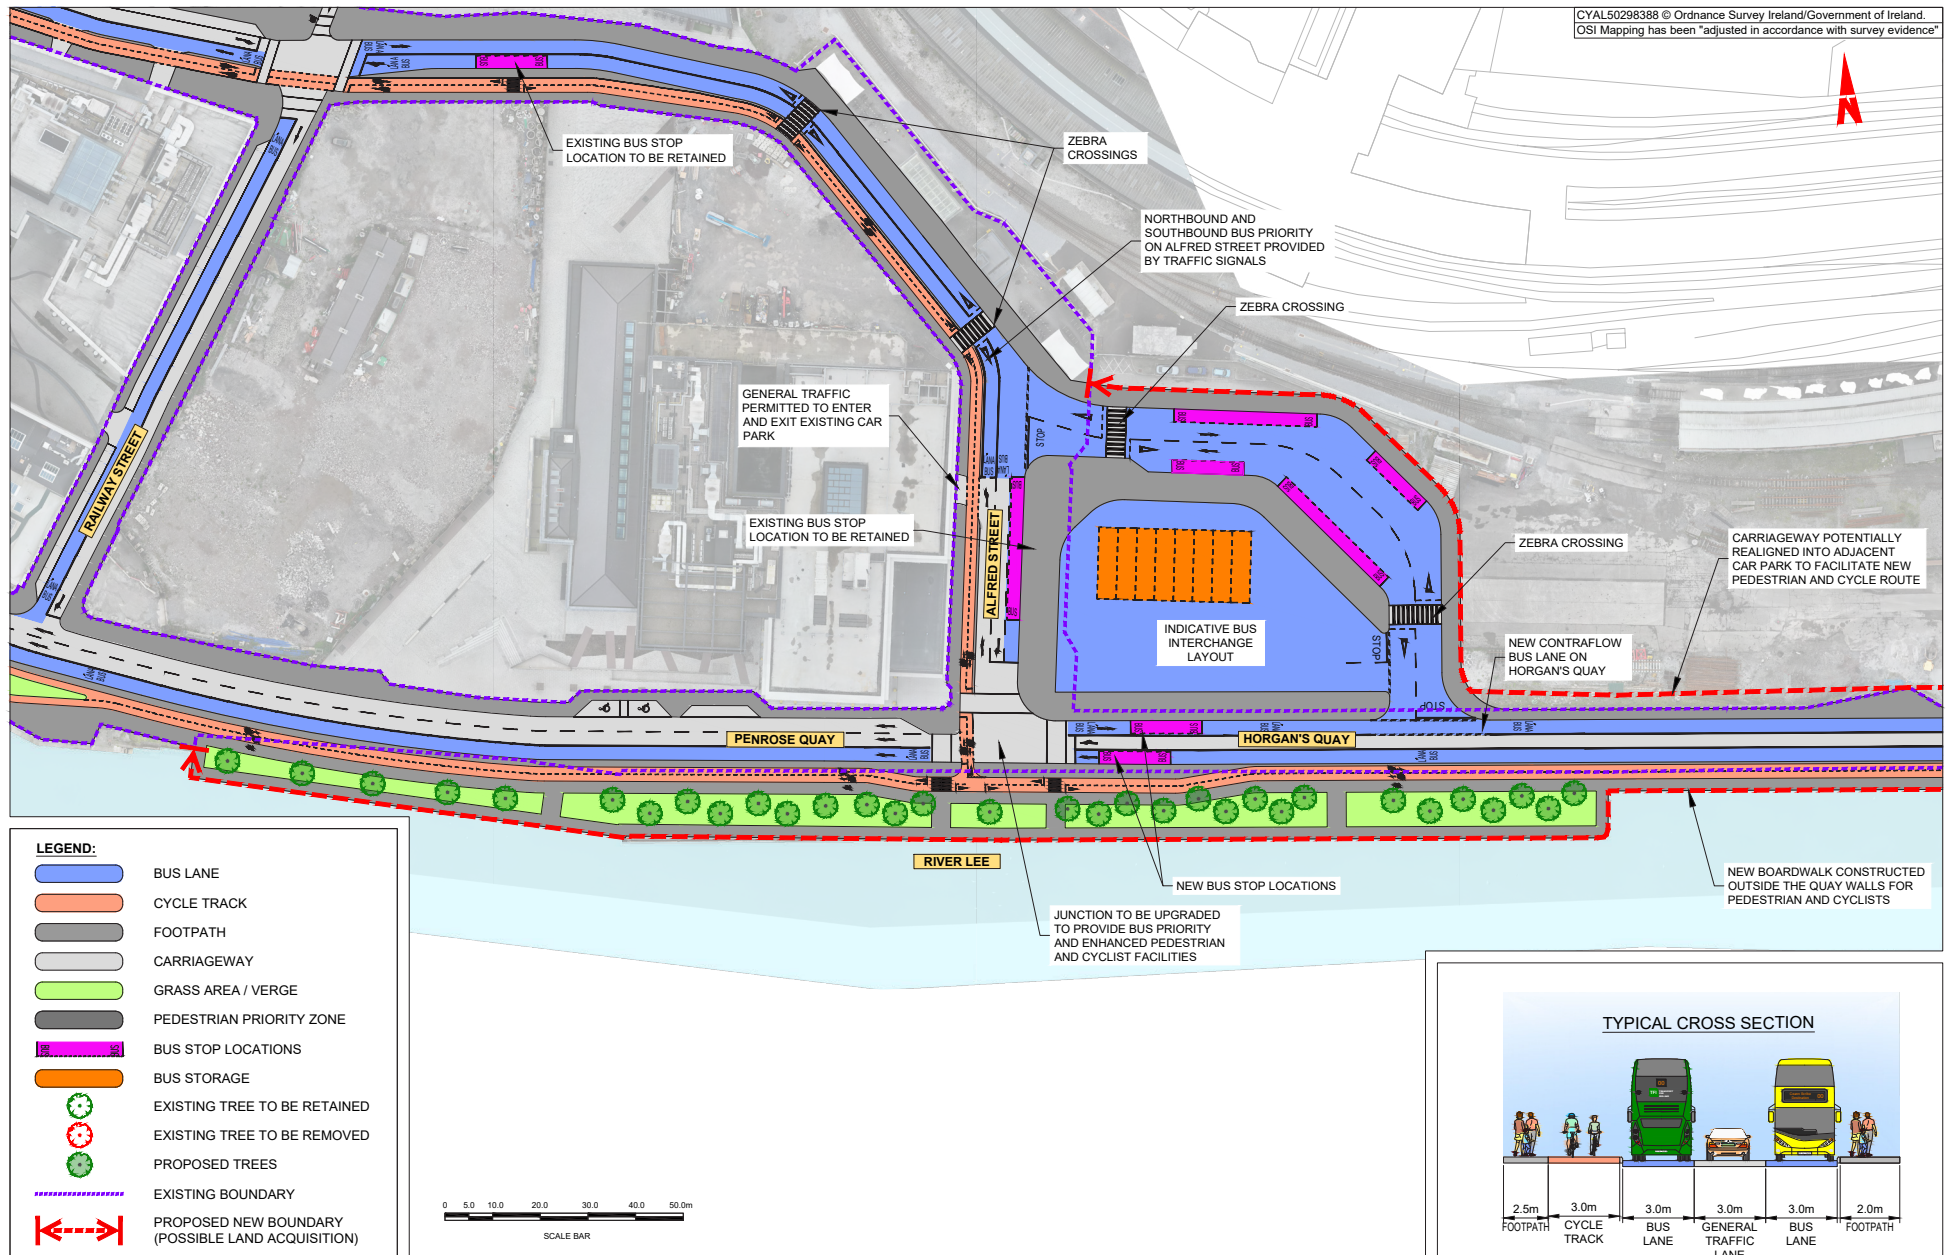 CYAL50298388 © Ordnance Survey Ireland/Government of Ireland.
OSI Mapping has been "adjusted in accordance with survey evidence"
N
EXISTING BUS STOP
LOCATION TO BE RETAINED
ZEBRA
CROSSINGS
NORTHBOUND AND
SOUTHBOUND BUS PRIORITY
ON ALFRED STREET PROVIDED
BY TRAFFIC SIGNALS
ZEBRA CROSSING
GENERAL TRAFFIC
PERMITTED TO ENTER
AND EXIT EXISTING CAR
PARK
RAILWAY STREET
EXISTING BUS STOP
LOCATION TO BE RETAINED
ALFRED STREET
STOP
ZEBRA CROSSING
CARRIAGEWAY POTENTIALLY
REALIGNED INTO ADJACENT
CAR PARK TO FACILITATE NEW
PEDESTRIAN AND CYCLE ROUTE
INDICATIVE BUS
INTERCHANGE
LAYOUT
STOP
NEW CONTRAFLOW
BUS LANE ON
HORGAN'S QUAY
STOP
PENROSE QUAY
HORGAN'S QUAY
RIVER LEE
NEW BUS STOP LOCATIONS
JUNCTION TO BE UPGRADED
TO PROVIDE BUS PRIORITY
AND ENHANCED PEDESTRIAN
AND CYCLIST FACILITIES
NEW BOARDWALK CONSTRUCTED
OUTSIDE THE QUAY WALLS FOR
PEDESTRIAN AND CYCLISTS
LEGEND:
BUS LANE
CYCLE TRACK
FOOTPATH
CARRIAGEWAY
GRASS AREA / VERGE
PEDESTRIAN PRIORITY ZONE
BUS BUS
BUS STOP LOCATIONS
BUS STORAGE
EXISTING TREE TO BE RETAINED
EXISTING TREE TO BE REMOVED
PROPOSED TREES
EXISTING BOUNDARY
PROPOSED NEW BOUNDARY
(POSSIBLE LAND ACQUISITION)
0 5.0 10.0 20.0 30.0 40.0 50.0m
SCALE BAR
TYPICAL CROSS SECTION
2.5m 3.0m 3.0m 3.0m 3.0m 2.0m
FOOTPATH CYCLE TRACK BUS LANE GENERAL TRAFFIC LANE BUS LANE FOOTPATH